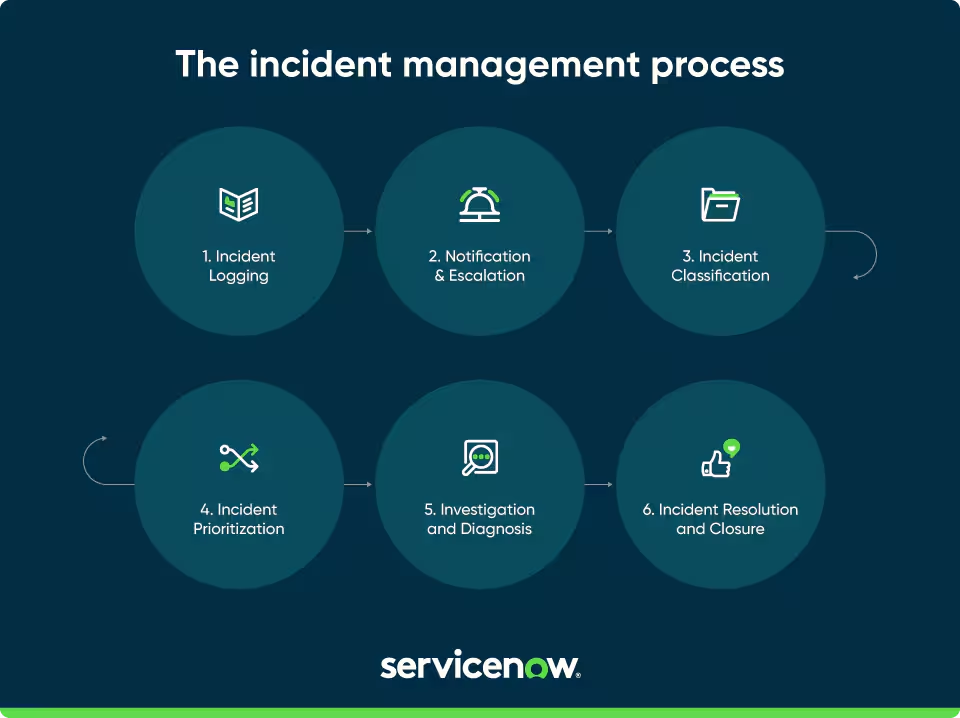 The incident management process
1. Incident
Logging
2. Notification
& Escalation
3. Incident
Classification
4. Incident
Prioritization
5. Investigation
and Diagnosis
6. Incident Resolution
and Closure
servicenow®